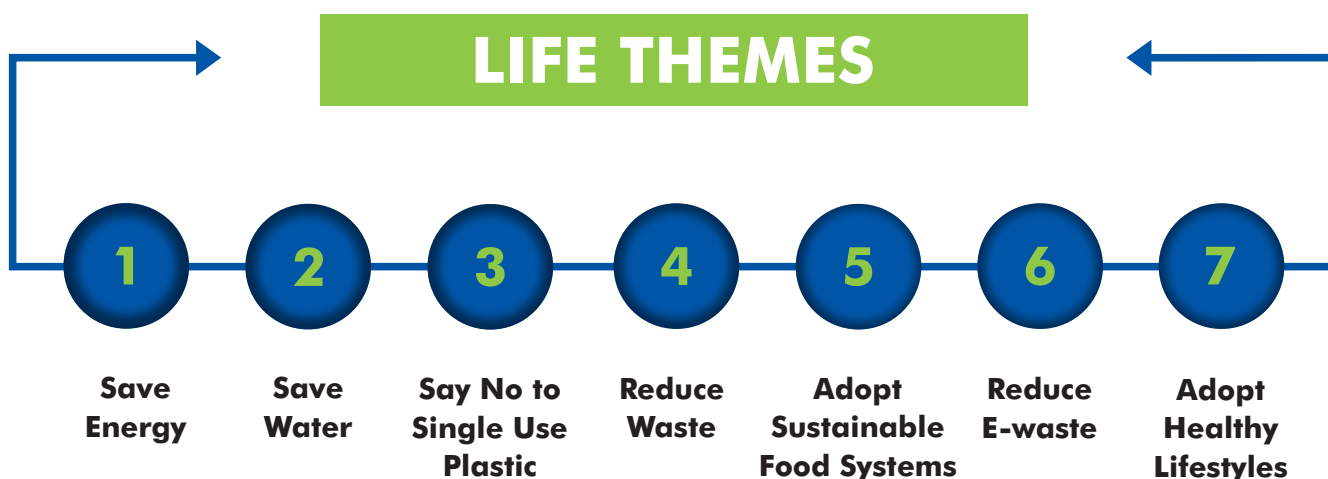 LIFE THEMES
1
2
3
4
5
6
7
Save
Energy
Save
Water
Say No to
Single Use
Plastic
Reduce
Waste
Adopt
Sustainable
Food Systems
Reduce
E-waste
Adopt
Healthy
Lifestyles